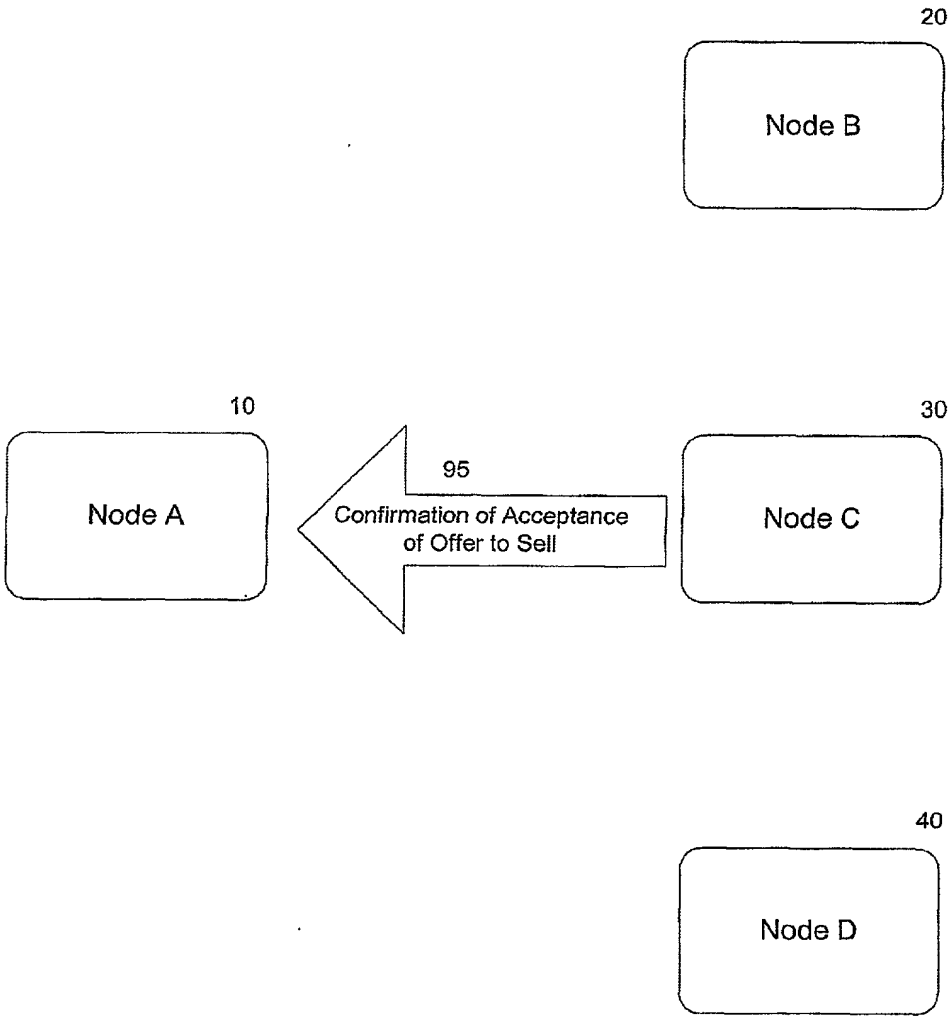 20
Node B
10
30
Node A
95
Confirmation of Acceptance
of Offer to Sell
Node C
40
Node D